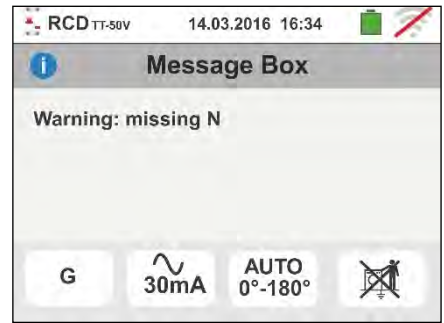 RCD TT-50V 14.03.2016 16:34
Message Box
Warning: missing N
G 30mA AUTO
0°-180°